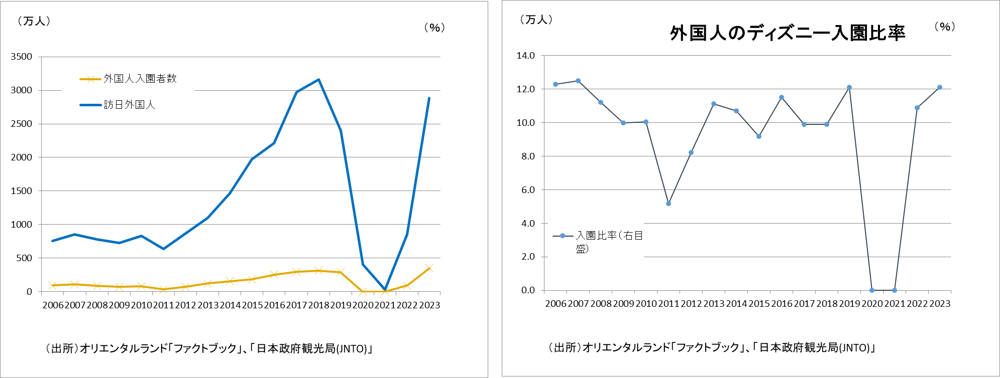 （万人）
（％）
3500
3000
2500
2000
1500
1000
500
0
外国人入園者数
訪日外国人
2006 2007 2008 2009 2010 2011 2012 2013 2014 2015 2016 2017 2018 2019 2020 2021 2022 2023
（出所）オリエンタルランド「ファクトブック」、「日本政府観光局(JNTO)」
（万人）
外国人のディズニー入園比率
（％）
14.0
12.0
10.0
8.0
6.0
4.0
2.0
0.0
入園比率（右目
盛）
2006 2007 2008 2009 2010 2011 2012 2013 2014 2015 2016 2017 2018 2019 2020 2021 2022 2023
（出所）オリエンタルランド「ファクトブック」、「日本政府観光局(JNTO)」